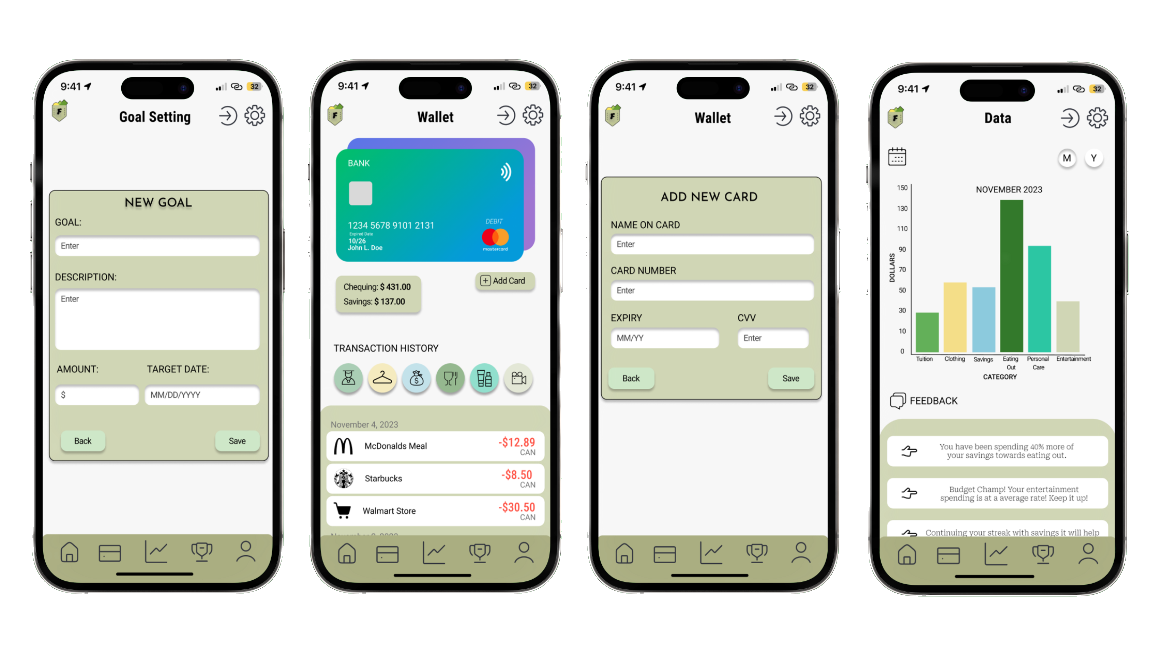 9:41
32
F
Goal Setting
NEW GOAL
GOAL:
Enter
DESCRIPTION:
Enter
AMOUNT:
TARGET DATE:
$
MM/DD/YYYY
Back
Save
9:41
32
F
Wallet
BANK
1234 5678 9101 2131
Expired Date
10/26
John L. Doe
DEBIT
mastercard
Chequing: $ 431.00
Savings: $ 137.00
Add Card
TRANSACTION HISTORY
November 4, 2023
McDonalds Meal
-$12.89
CAN
Starbucks
-$8.50
CAN
Walmart Store
-$30.50
CAN
9:41
32
F
Wallet
ADD NEW CARD
NAME ON CARD
Enter
CARD NUMBER
Enter
EXPIRY
CVV
MM/YY
Enter
Back
Save
9:41
32
F
Data
M
Y
NOVEMBER 2023
150
130
110
90
70
50
30
10
0
DOLLARS
Tuition
Clothing
Savings
Eating
Out
Personal
Care
Entertainment
CATEGORY
FEEDBACK
You have been spending 40% more of
your savings towards eating out.
Budget Champ! Your entertainment
spending is at a average rate! Keep it up!
Continuing your streak with savings it will help